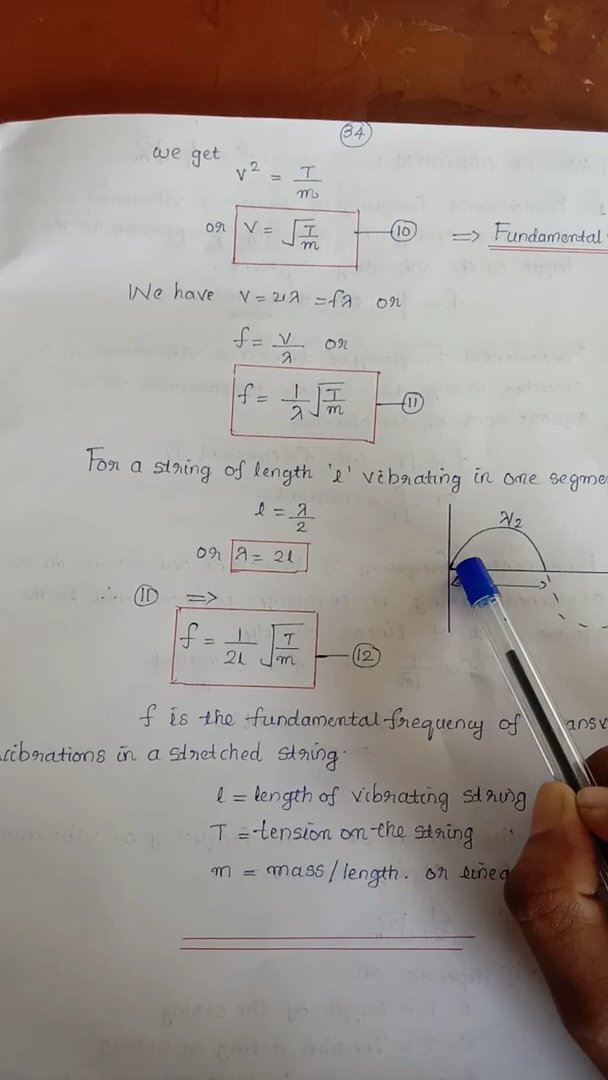 34
we get
v² = T/m
or v = √(T/m) — 10 ⇒ Fundamental
We have v = νλ = fλ or
f = v/λ or
f = 1/λ √(T/m) — 11
For a string of length 'l' vibrating in one segme
l = λ/2
λ/2
or λ = 2l
∴ 11 ⇒
f = 1/2l √(T/m) — 12
f is the fundamental frequency of
vibrations in a stretched string.
l = length of vibrating string
T = tension on the string
m = mass/length. or linea